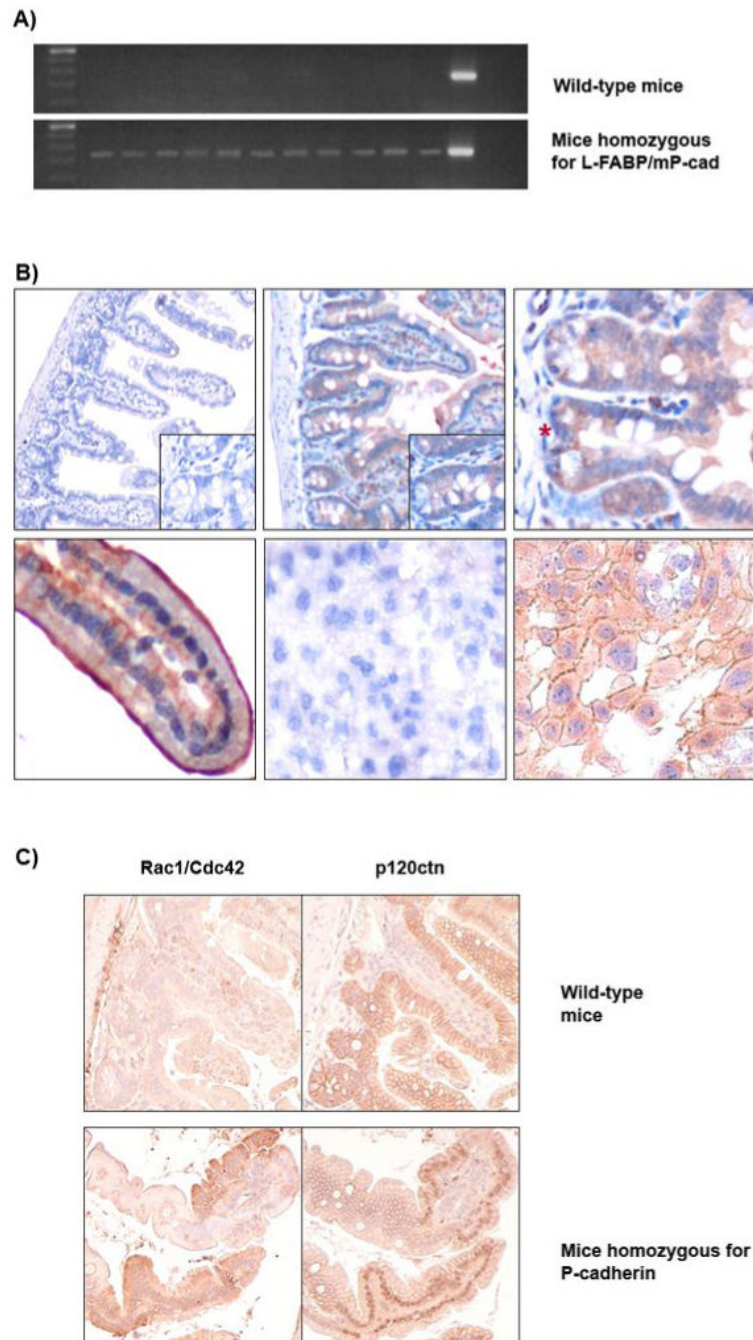 A)
Wild-type mice
Mice homozygous
for L-FABP/mP-cad
B)
*
C)
Rac1/Cdc42
p120ctn
Wild-type
mice
Mice homozygous for
P-cadherin